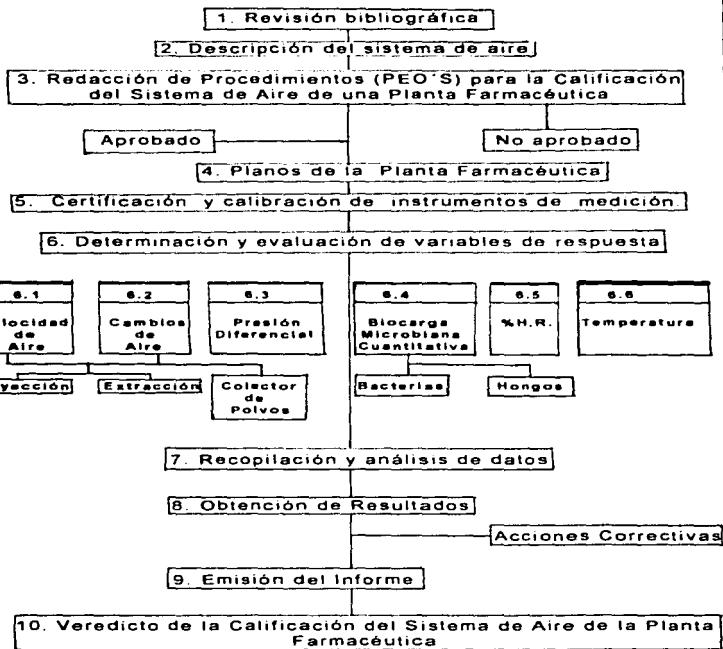 1. Revisión bibliográfica
2. Descripción del sistema de aire
3. Redacción de Procedimientos (PEO´S) para la Calificación
del Sistema de Aire de una Planta Farmacéutica
Aprobado
No aprobado
4. Planos de la Planta Farmacéutica
5. Certificación y calibración de instrumentos de medición.
6. Determinación y evaluación de variables de respuesta
6.1
locidad
de
Aire
6.2
Cambios
de
Aire
6.3
Presión
Diferencial
6.4
Biocarga
Microbiana
Cuantitativa
6.5
%H.R.
6.6
Temperatura
yección
Extracción
Colector
de
Polvos
Bacterias
Hongos
7. Recopilación y análisis de datos
8. Obtención de Resultados
Acciones Correctivas
9. Emisión del Informe
10. Veredicto de la Calificación del Sistema de Aire de la Planta
Farmacéutica